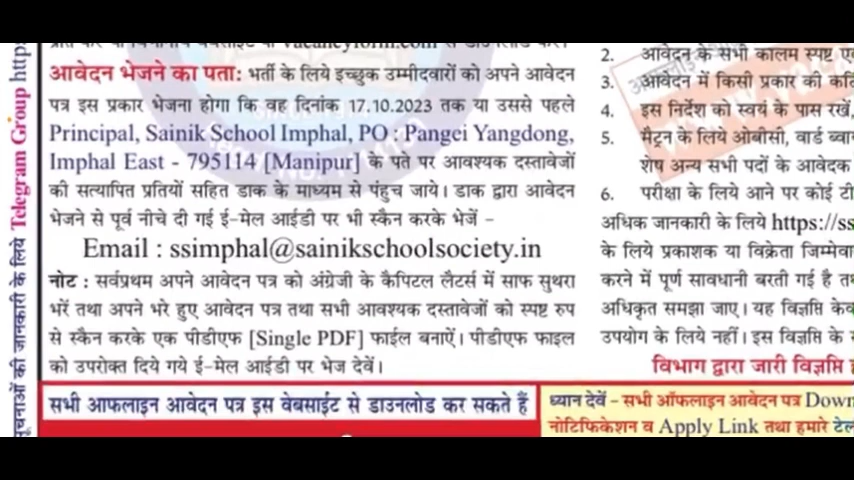 vacancyform.com से डाउनलोड करें
आवेदन भेजने का पता: भर्ती के लिये इच्छुक उम्मीदवारों को अपने आवेदन
पत्र इस प्रकार भेजना होगा कि वह दिनांक 17.10.2023 तक या उससे पहले
Principal, Sainik School Imphal, PO : Pangei Yangdong,
Imphal East - 795114 [Manipur] के पते पर आवश्यक दस्तावेजों
की सत्यापित प्रतियों सहित डाक के माध्यम से पंहुच जाये। डाक द्वारा आवेदन
भेजने से पूर्व नीचे दी गई ई-मेल आईडी पर भी स्कैन करके भेजें -
Email : ssimphal@sainikschoolsociety.in
नोट : सर्वप्रथम अपने आवेदन पत्र को अंग्रेजी के कैपिटल लैटर्स में साफ सुथरा
भरें तथा अपने भरे हुए आवेदन पत्र तथा सभी आवश्यक दस्तावेजों को स्पष्ट रुप
से स्कैन करके एक पीडीएफ [Single PDF] फाईल बनाऐं। पीडीएफ फाइल
को उपरोक्त दिये गये ई-मेल आईडी पर भेज देवें।
सभी आफलाइन आवेदन पत्र इस वेबसाईट से डाउनलोड कर सकते हैं
2. आवेदन के सभी कालम स्पष्ट
3. आवेदन में किसी प्रकार की
4. इस निर्देश को स्वयं के पास रखें,
5. मैट्रन के लिये ओबीसी, वार्ड
शेष अन्य सभी पदों के आवेदक
6. परीक्षा के लिये आने पर कोई
अधिक जानकारी के लिये https://ss
के लिये प्रकाशक या विक्रेता जिम्मेवा
करने में पूर्ण सावधानी बरती गई है
अधिकृत समझा जाए। यह विज्ञप्ति
उपयोग के लिये नहीं। इस विज्ञप्ति के
विभाग द्वारा जारी विज्ञप्ति
ध्यान देवें - सभी ऑफलाइन आवेदन पत्र Down
नोटिफिकेशन व Apply Link तथा हमारे
सूचनाओं की जानकारी के लिये Telegram Group http